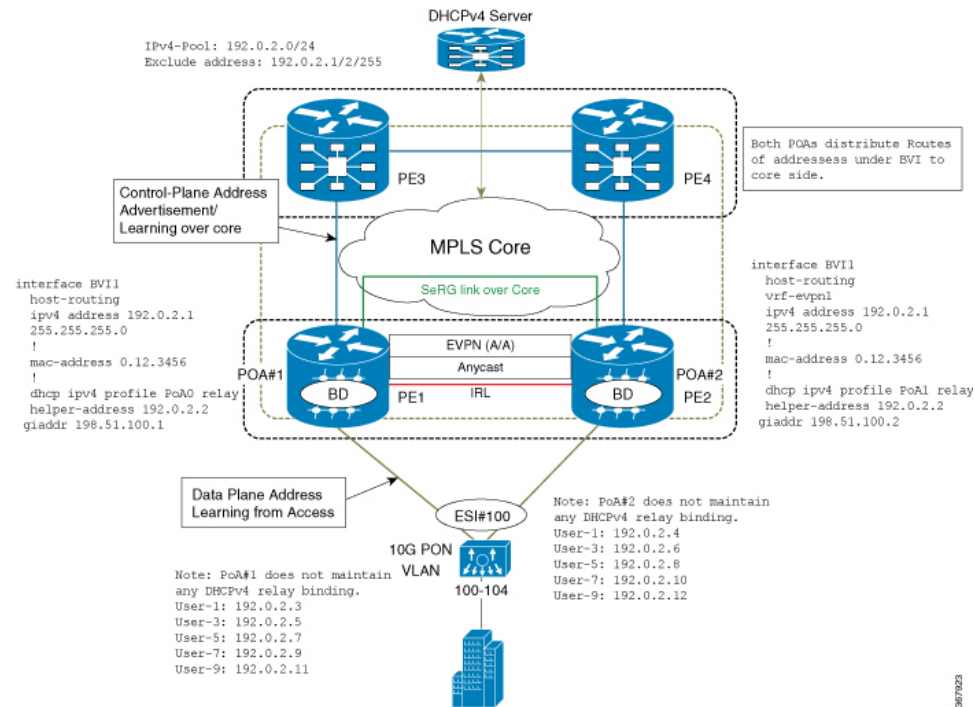 DHCPv4 Server
IPv4-Pool: 192.0.2.0/24
Exclude address: 192.0.2.1/2/255
PE3
PE4
Both POAs distribute Routes
of addressess under BVI to
core side.
Control-Plane Address
Advertisement/
Learning over core
MPLS Core
SeRG link over Core
interface BVI1
host-routing
ipv4 address 192.0.2.1
255.255.255.0
!
mac-address 0.12.3456
!
dhcp ipv4 profile PoA0 relay
helper-address 192.0.2.2
giaddr 198.51.100.1
POA#1
BD
PE1
EVPN (A/A)
Anycast
IRL
POA#2
BD
PE2
interface BVI1
host-routing
vrf-evpn1
ipv4 address 192.0.2.1
255.255.255.0
!
mac-address 0.12.3456
!
dhcp ipv4 profile PoA1 relay
helper-address 192.0.2.2
giaddr 198.51.100.2
Data Plane Address
Learning from Access
ESI#100
10G PON
VLAN
100-104
Note: PoA#1 does not maintain
any DHCPv4 relay binding.
User-1: 192.0.2.3
User-3: 192.0.2.5
User-5: 192.0.2.7
User-7: 192.0.2.9
User-9: 192.0.2.11
Note: PoA#2 does not maintain
any DHCPv4 relay binding.
User-1: 192.0.2.4
User-3: 192.0.2.6
User-5: 192.0.2.8
User-7: 192.0.2.10
User-9: 192.0.2.12
367923